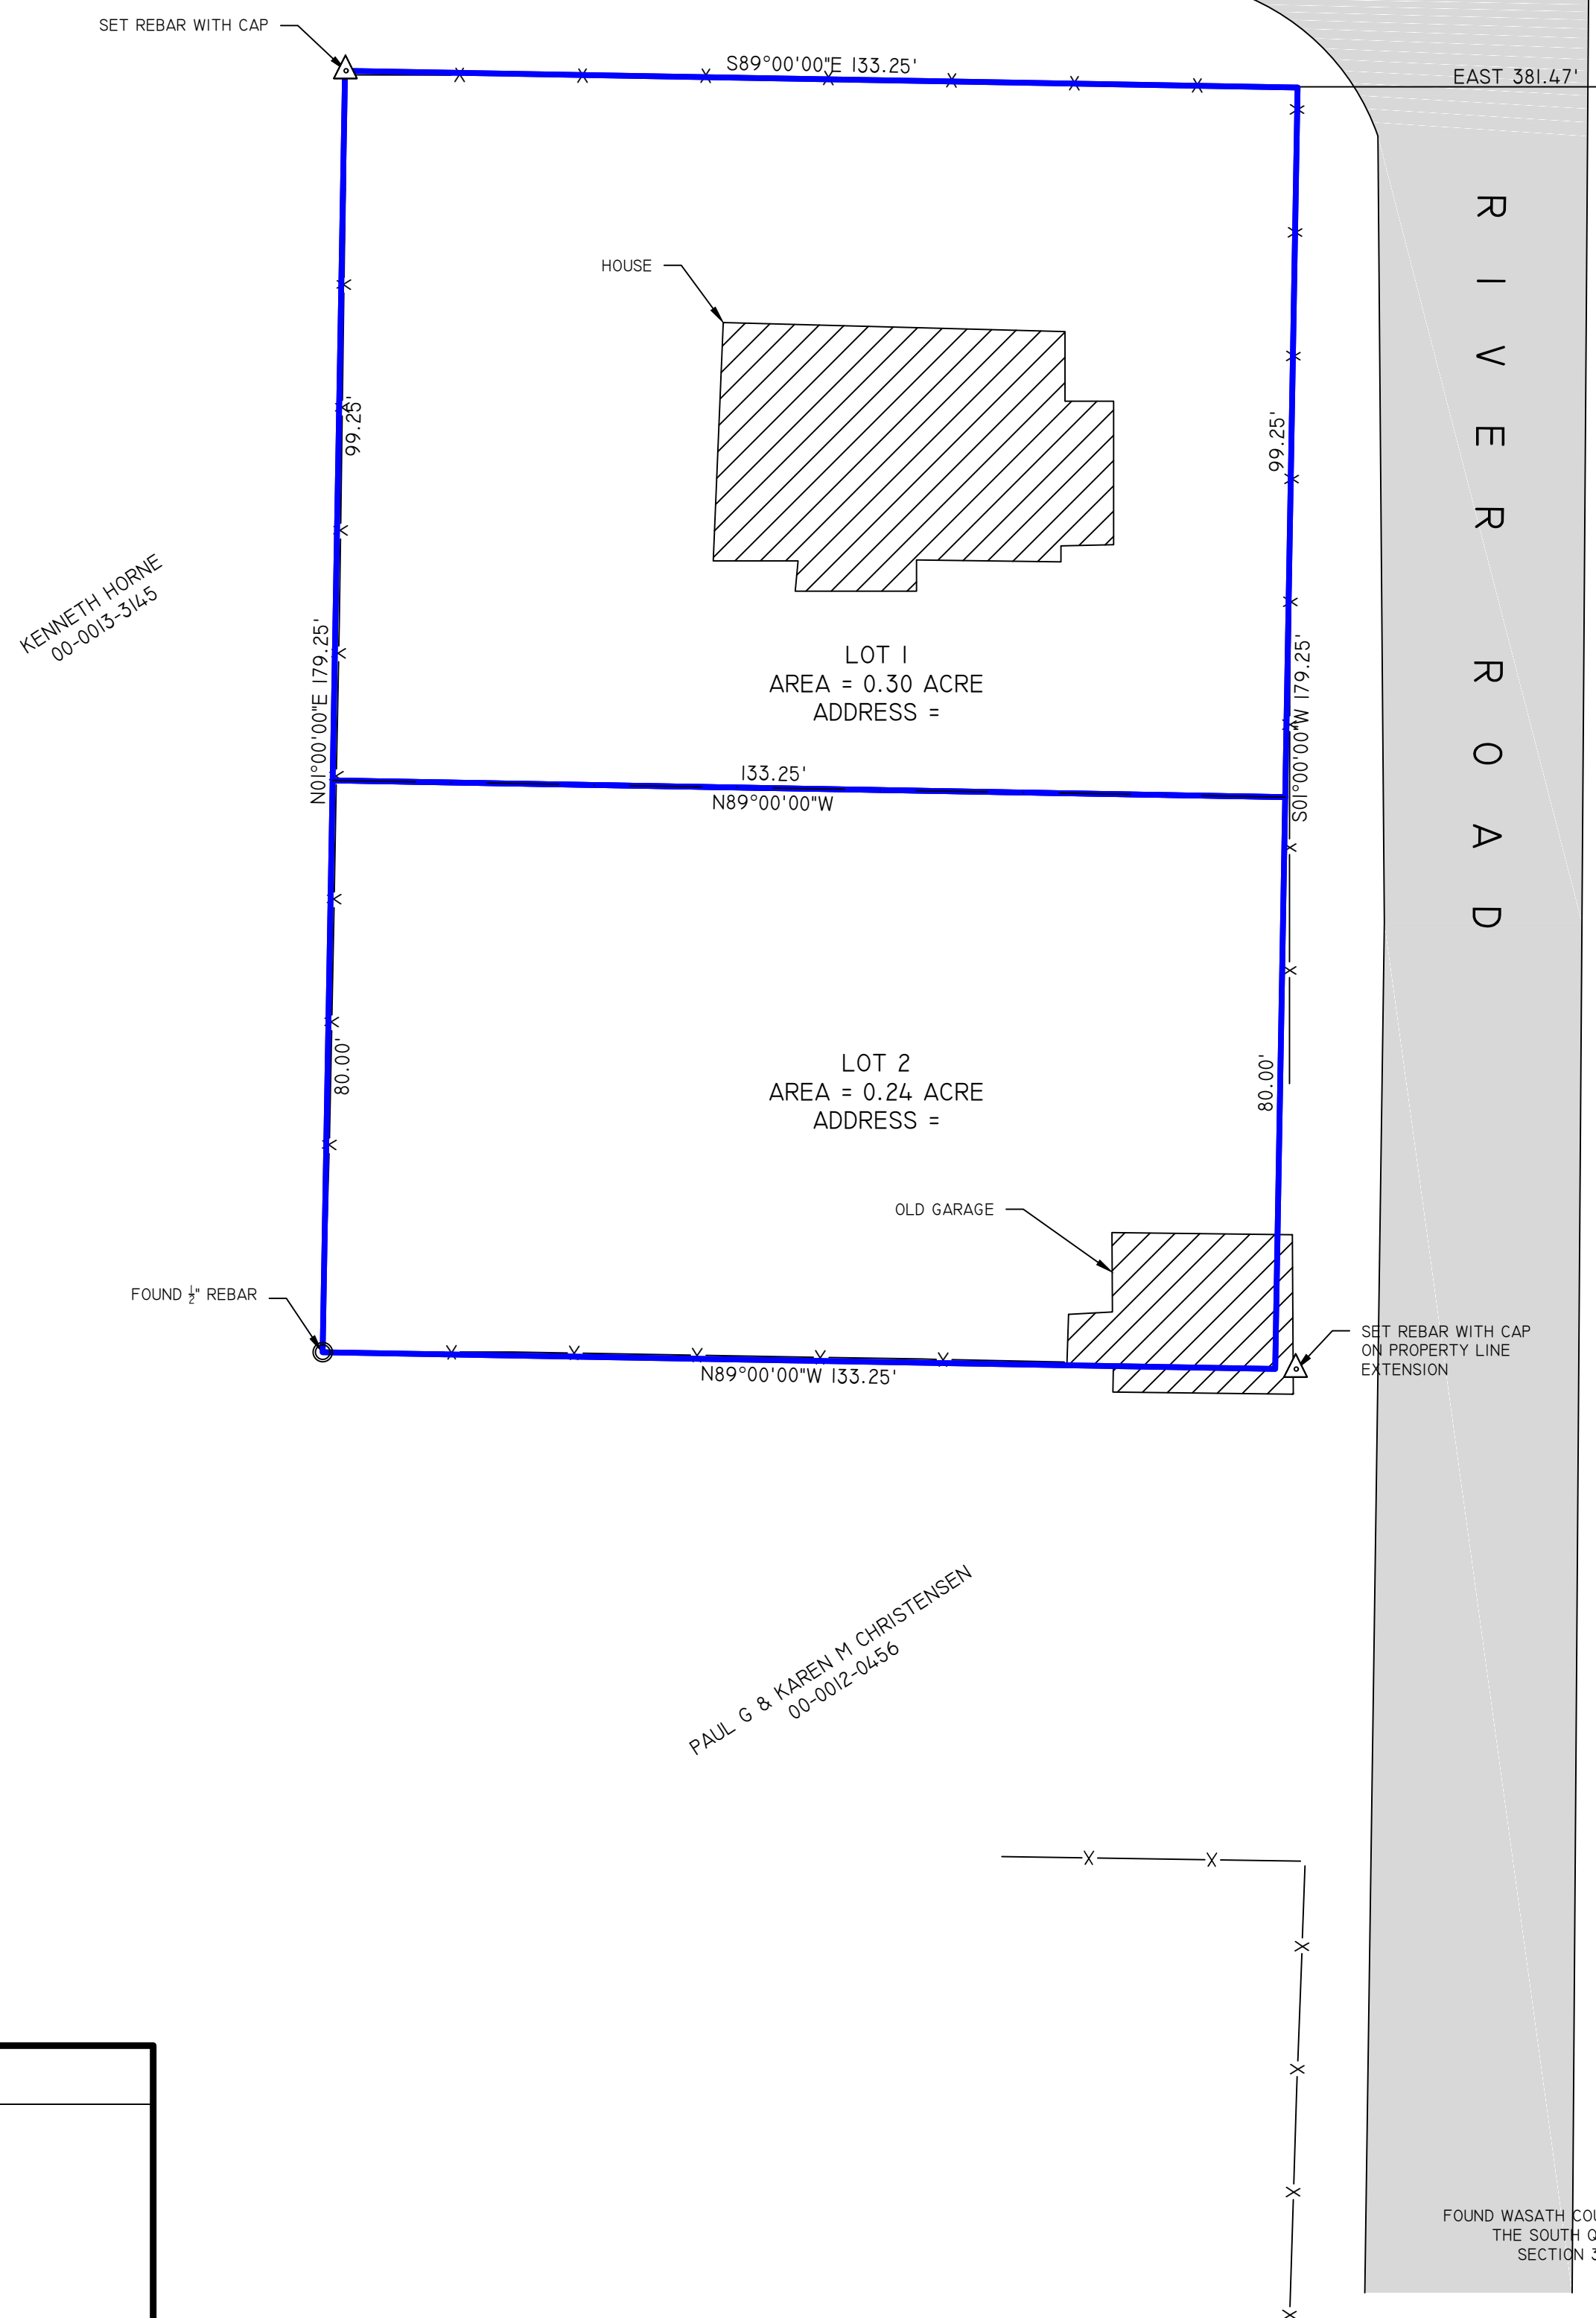 SET REBAR WITH CAP
S89°00'00"E 133.25'
EAST 381.47'
HOUSE
99.25'
99.25'
RIVER ROAD
KENNETH HORNE
00-0013-3145
N01°00'00"E 179.25'
S01°00'00"W 179.25'
LOT 1
AREA = 0.30 ACRE
ADDRESS =
133.25'
N89°00'00"W
80.00'
80.00'
LOT 2
AREA = 0.24 ACRE
ADDRESS =
OLD GARAGE
FOUND ½" REBAR
SET REBAR WITH CAP
ON PROPERTY LINE
EXTENSION
N89°00'00"W 133.25'
PAUL G & KAREN M CHRISTENSEN
00-0012-0456
FOUND WASATH COU
THE SOUTH Q
SECTION 3